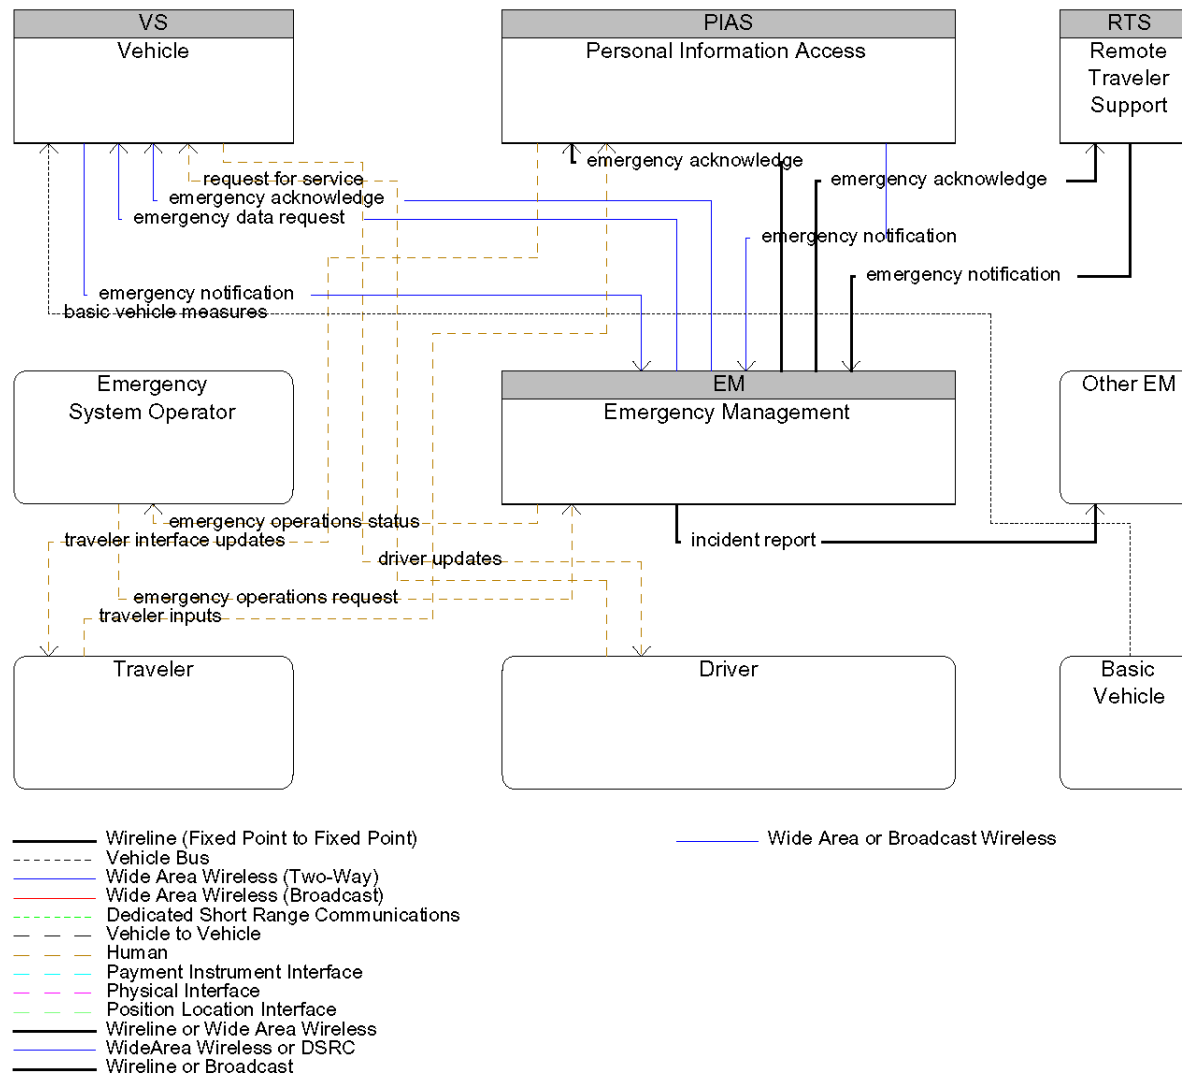 VS
Vehicle
PIAS
Personal Information Access
RTS
Remote
Traveler
Support
emergency acknowledge
request for service
emergency acknowledge
emergency acknowledge
emergency data request
emergency notification
emergency notification
emergency notification
basic vehicle measures
Emergency
System Operator
EM
Emergency Management
Other EM
emergency operations status
traveler interface updates
incident report
driver updates
emergency operations request
traveler inputs
Traveler
Driver
Basic
Vehicle
Wireline (Fixed Point to Fixed Point)
Wide Area or Broadcast Wireless
Vehicle Bus
Wide Area Wireless (Two-Way)
Wide Area Wireless (Broadcast)
Dedicated Short Range Communications
Vehicle to Vehicle
Human
Payment Instrument Interface
Physical Interface
Position Location Interface
Wireline or Wide Area Wireless
WideArea Wireless or DSRC
Wireline or Broadcast